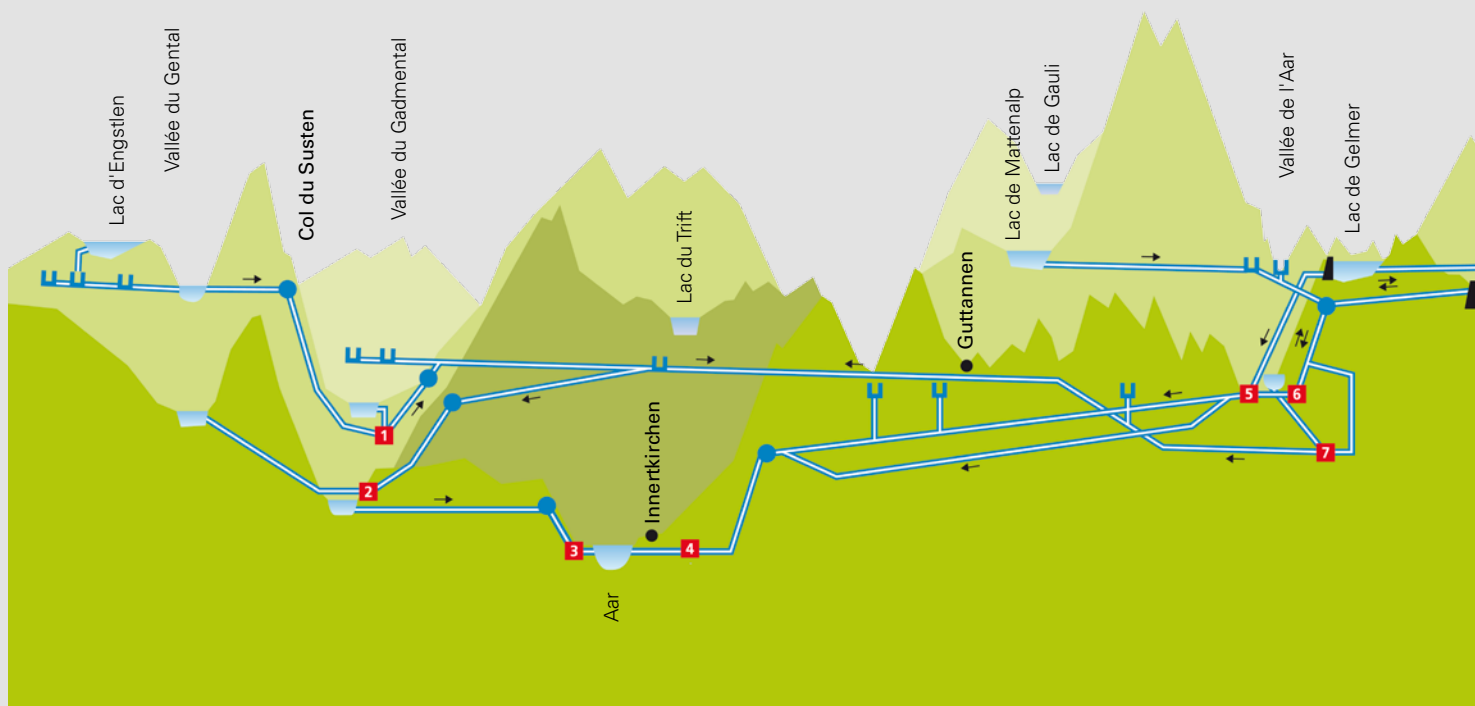 Lac d'Engstlen
Vallée du Gental
Col du Susten
Vallée du Gadmental
Lac du Trift
Lac de Mattenalp
Lac de Gauli
Vallée de l'Aar
Lac de Gelmer
Guttannen
Innertkirchen
Aar
1
2
3
4
5
6
7